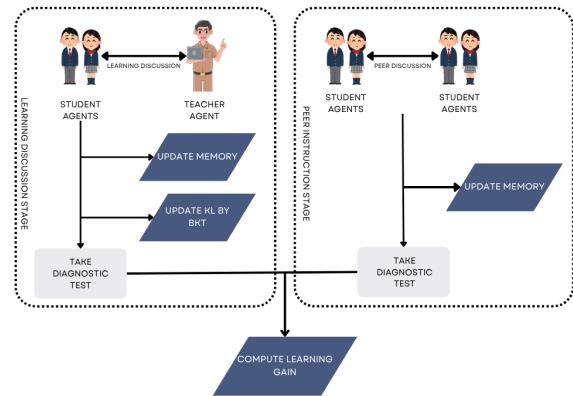 LEARNING DISCUSSION STAGE
LEARNING DISCUSSION
STUDENT
AGENTS
TEACHER
AGENT
UPDATE MEMORY
UPDATE KL BY
BKT
TAKE
DIAGNOSTIC
TEST
PEER INSTRUCTION STAGE
PEER DISCUSSION
STUDENT
AGENTS
STUDENT
AGENTS
UPDATE MEMORY
TAKE
DIAGNOSTIC
TEST
COMPUTE LEARNING
GAIN